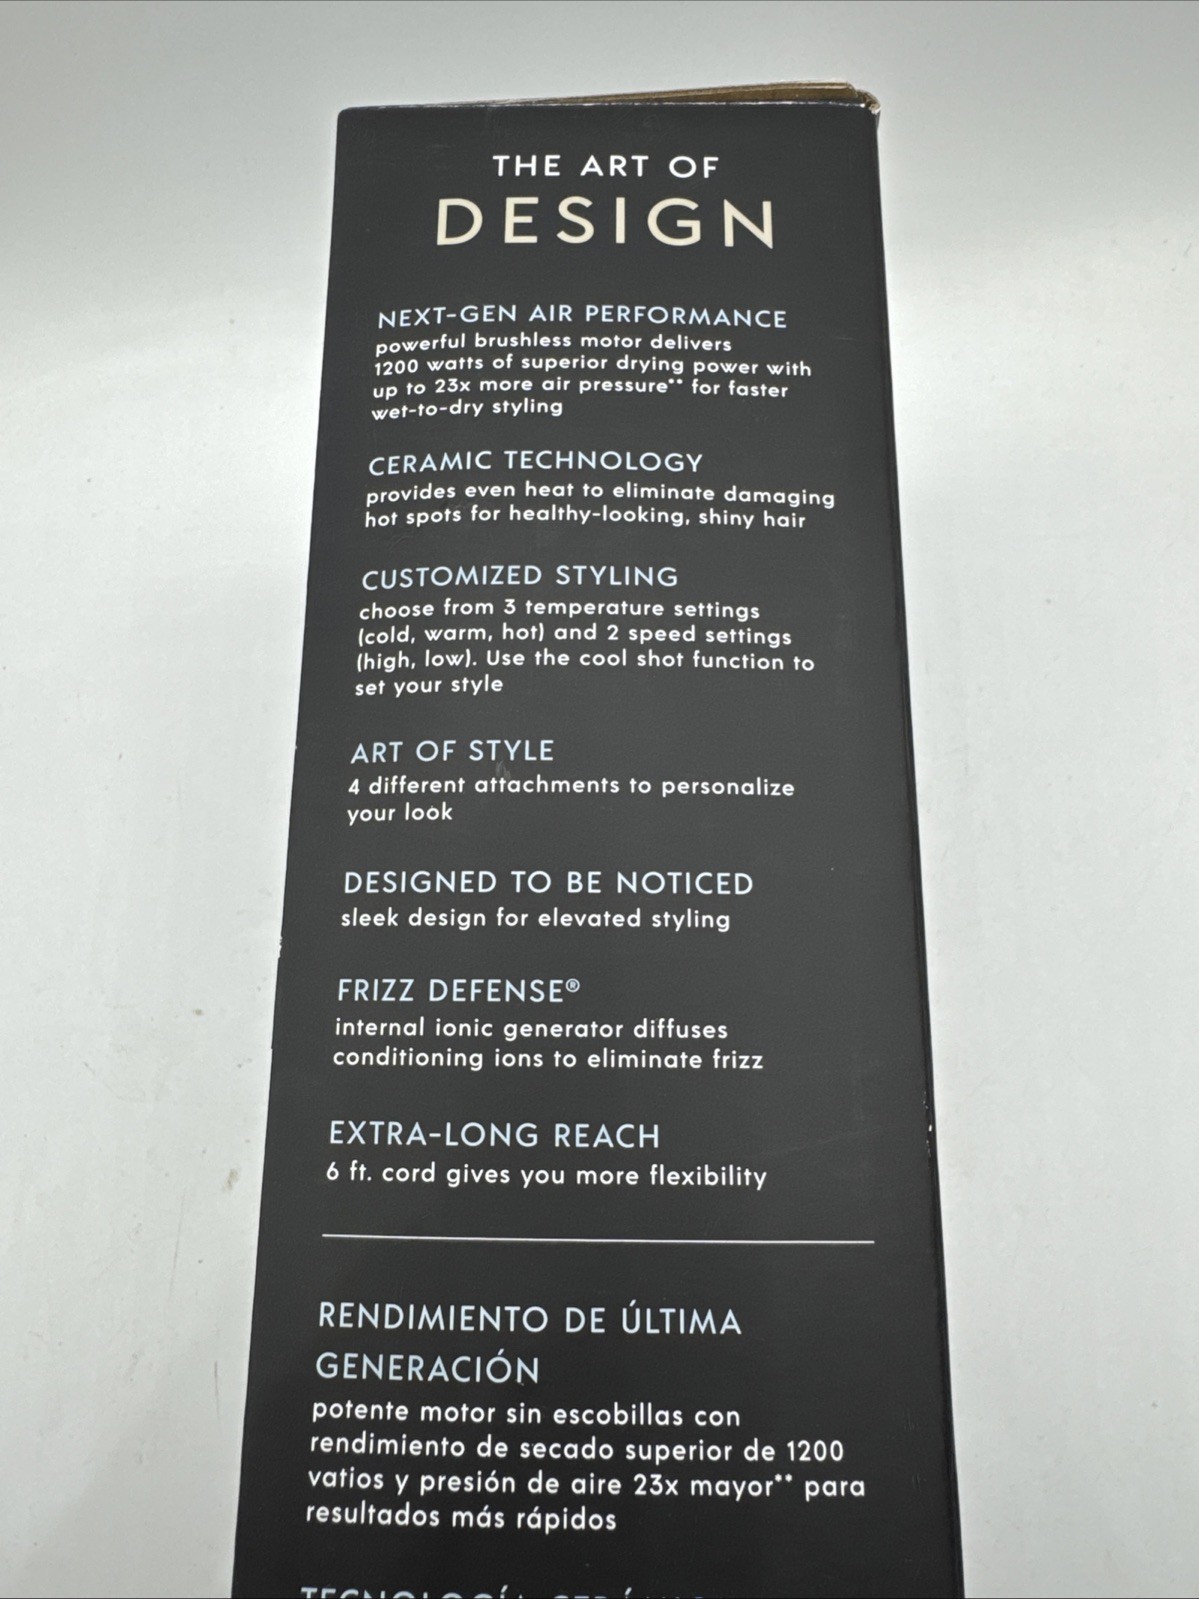 THE ART OF
DESIGN
NEXT-GEN AIR PERFORMANCE
powerful brushless motor delivers
1200 watts of superior drying power with
up to 23x more air pressure** for faster
wet-to-dry styling
CERAMIC TECHNOLOGY
provides even heat to eliminate damaging
hot spots for healthy-looking, shiny hair
CUSTOMIZED STYLING
choose from 3 temperature settings
(cold, warm, hot) and 2 speed settings
(high, low). Use the cool shot function to
set your style
ART OF STYLE
4 different attachments to personalize
your look
DESIGNED TO BE NOTICED
sleek design for elevated styling
FRIZZ DEFENSE®
internal ionic generator diffuses
conditioning ions to eliminate frizz
EXTRA-LONG REACH
6 ft. cord gives you more flexibility
RENDIMIENTO DE ÚLTIMA
GENERACIÓN
potente motor sin escobillas con
rendimiento de secado superior de 1200
vatios y presión de aire 23x mayor** para
resultados más rápidos
TECNOLOGÍA